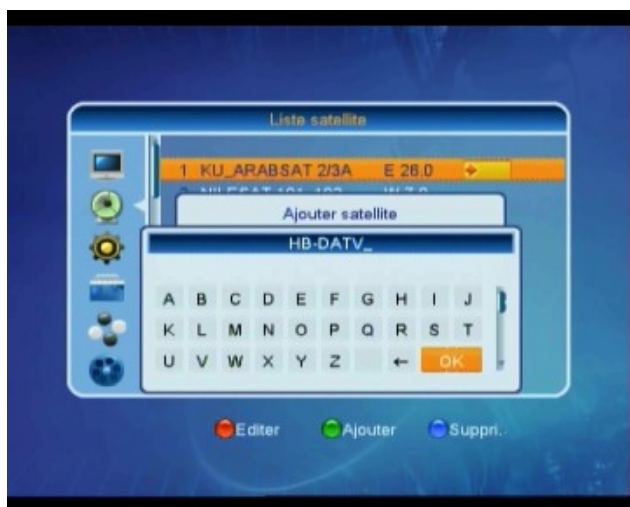 Liste satellite
1 KU_ARABSAT 2/3A E 26.0
Ajouter satellite
HB-DATV_
A B C D E F G H I J
K L M N O P Q R S T
U V W X Y Z ← OK
Editer Ajouter Suppri..